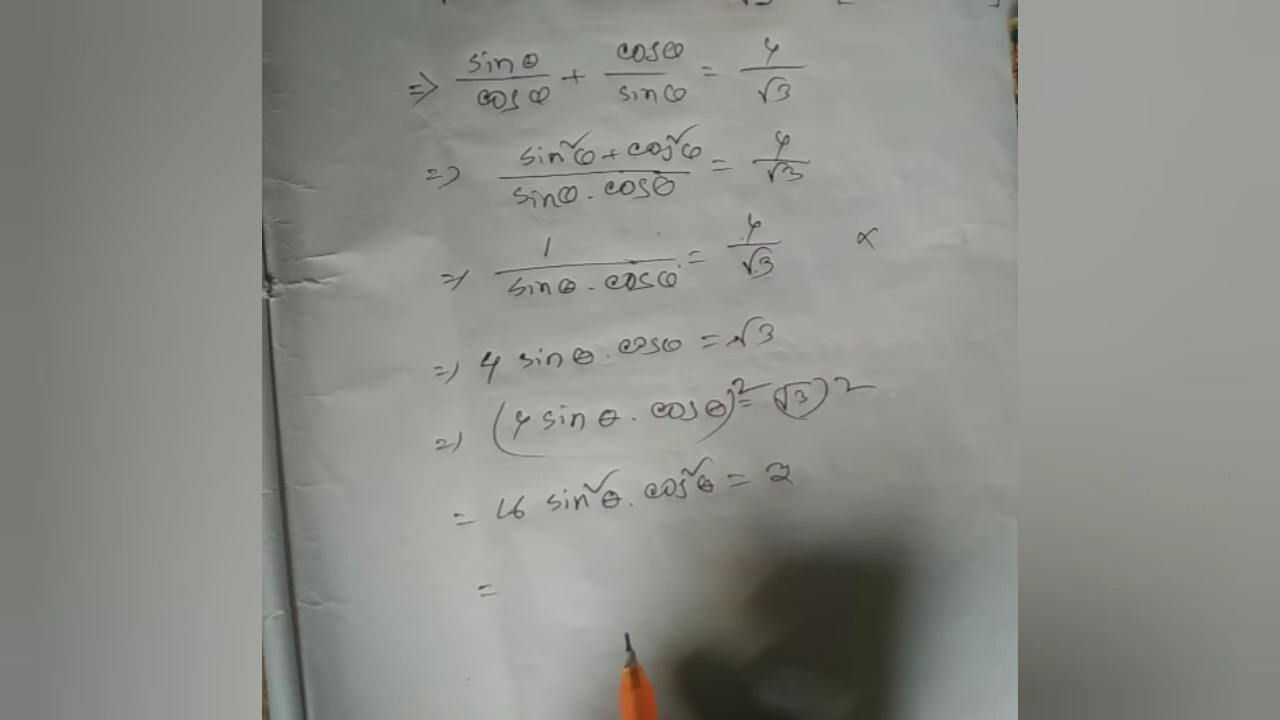 ⇒ sinθ/cosθ + cosθ/sinθ = 4/√3
⇒ sin²θ + cos²θ/sinθ . cosθ = 4/√3
⇒ 1/sinθ . cosθ = 4/√3 ∝
⇒ 4 sinθ . cosθ = √3
⇒ (4 sinθ . cosθ)² = (√3)²
= 16 sin²θ . cos²θ = 3
=